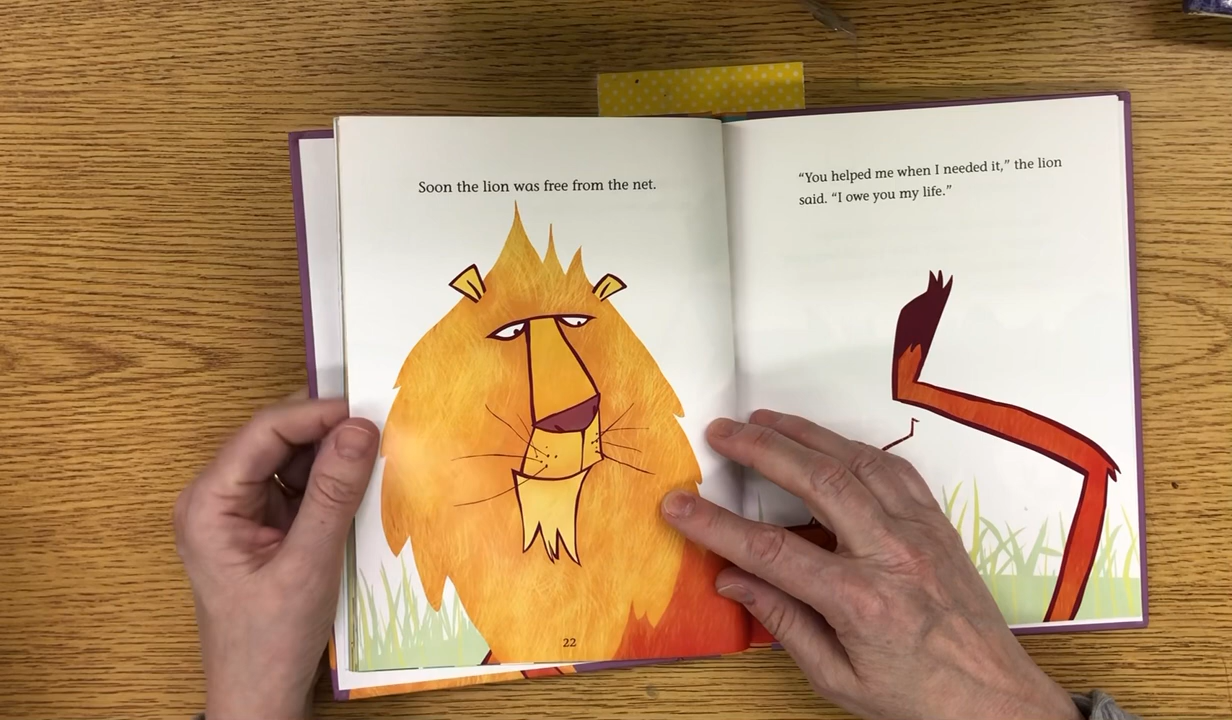 Soon the lion was free from the net.
22
“You helped me when I needed it,” the lion
said. “I owe you my life.”